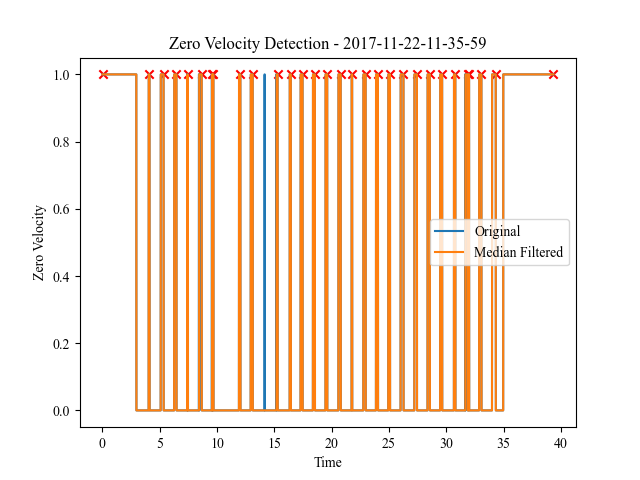 Zero Velocity Detection - 2017-11-22-11-35-59
1.0
0.8
0.6
0.4
0.2
0.0
Zero Velocity
Original
Median Filtered
0 5 10 15 20 25 30 35 40
Time